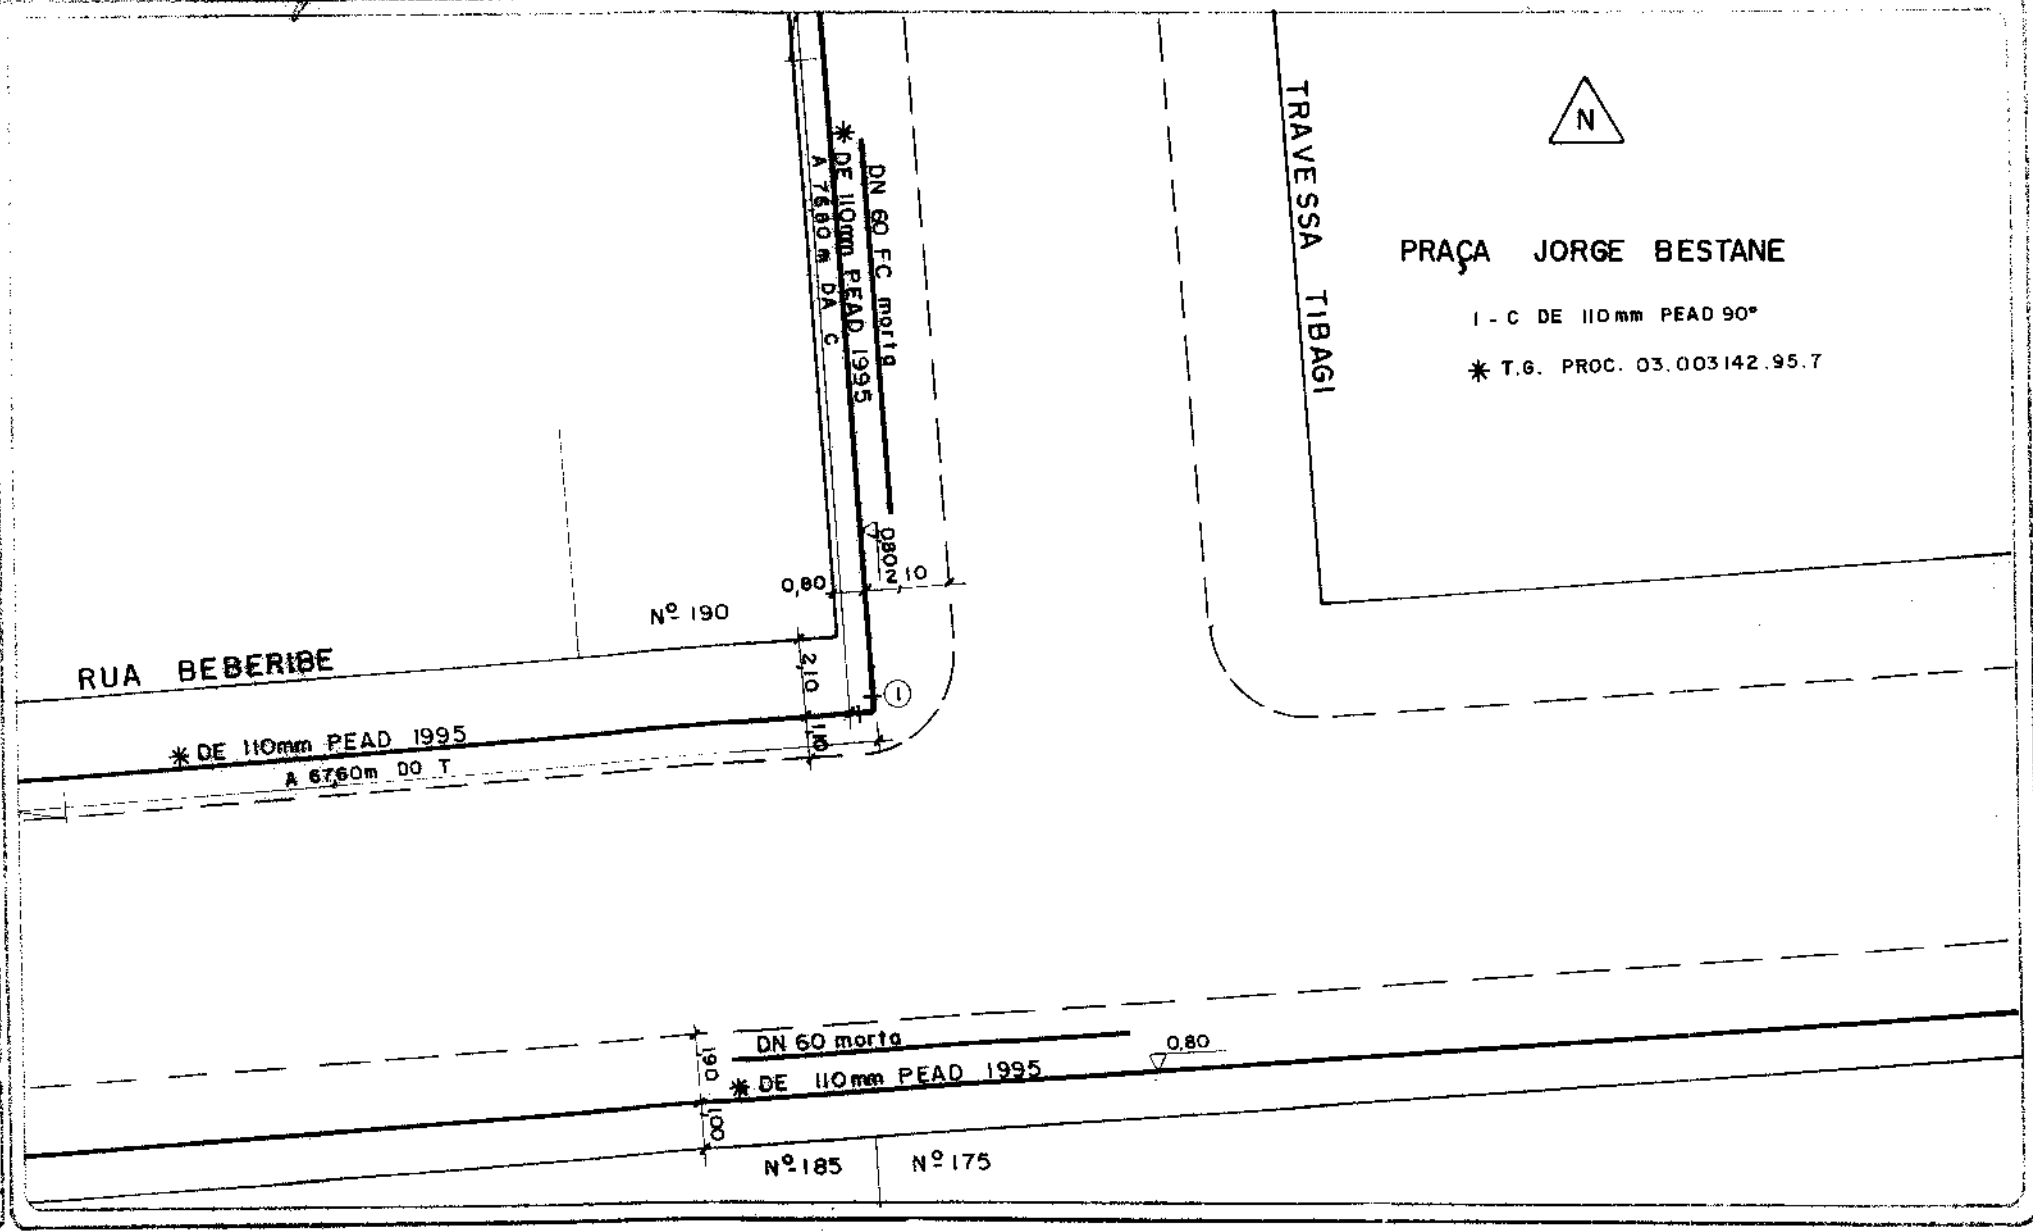 N
TRAVESSA TIBAGI
PRAÇA JORGE BESTANE
1 - C DE 110mm PEAD 90°
* T.G. PROC. 03.003142.95.7
DN 60 FC morta
* DE 110mm PEAD 1995
A 76,80m DA C
0,80
2,10
0,80
Nº 190
RUA BEBERIBE
2,10
1
1,10
* DE 110mm PEAD 1995
A 67,60m DO T
DN 60 morta
0,80
1,90
* DE 110mm PEAD 1995
1,00
Nº 185
Nº 175